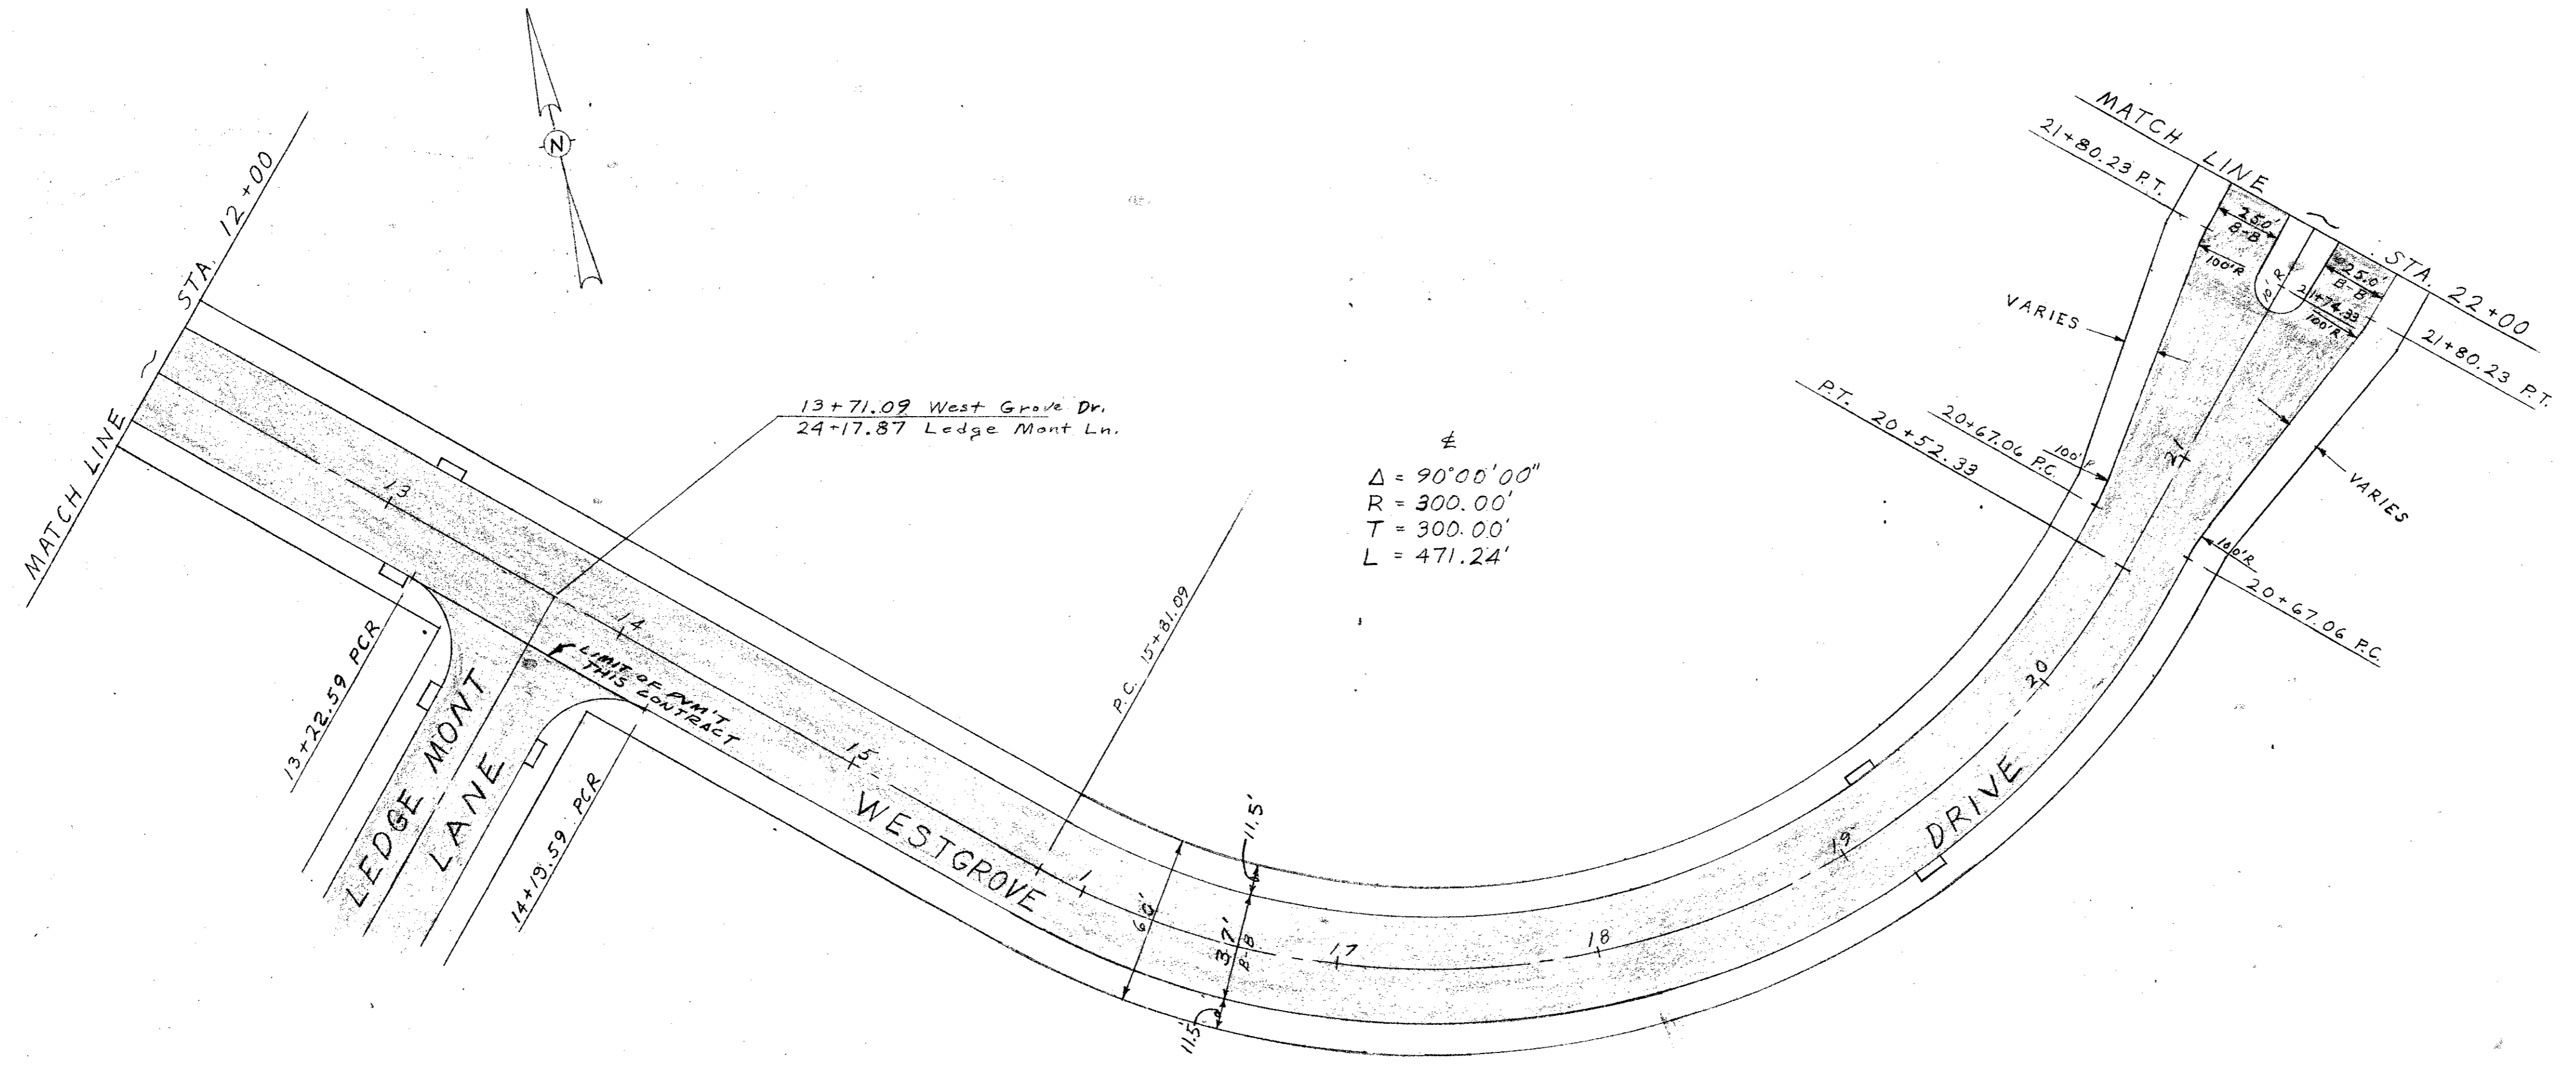 N
MATCH LINE
STA. 12+00
13
13+71.09 West Grove Dr.
24+17.87 Ledge Mont Ln.
14
LIMIT OF PVM'T
THIS CONTRACT
13+22.59 PCR
14+19.59 PCR
LEDGE MONT
LANE
15
P.C. 15+81.09
WESTGROVE
DRIVE
1
60'
11.5'
37'
B-B
11.5'
17
18
19
20
21
Δ = 90°00'00"
R = 300.00'
T = 300.00'
L = 471.24'
MATCH LINE
STA. 22+00
21+80.23 P.T.
25.0'
B-B
100'R
10'R
21+74.33
25.0'
B-B
100'R
21+80.23 P.T.
VARIES
VARIES
P.T. 20+52.33
20+67.06 P.C.
100'R
100'R
20+67.06 P.C.